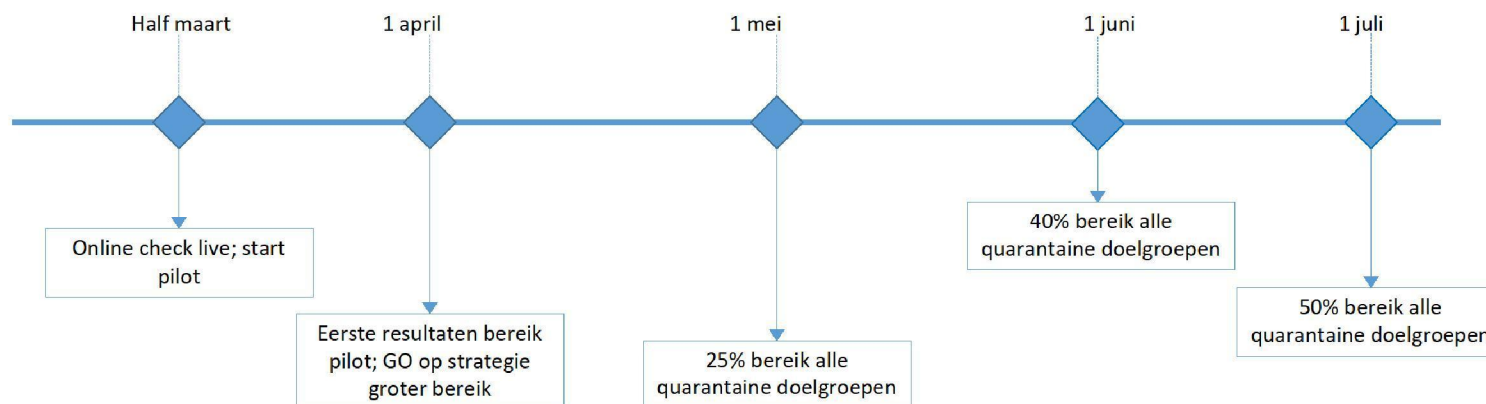 Half maart
1 april
1 mei
1 juni
1 juli
Online check live; start
pilot
Eerste resultaten bereik
pilot; GO op strategie
groter bereik
25% bereik alle
quarantaine doelgroepen
40% bereik alle
quarantaine doelgroepen
50% bereik alle
quarantaine doelgroepen